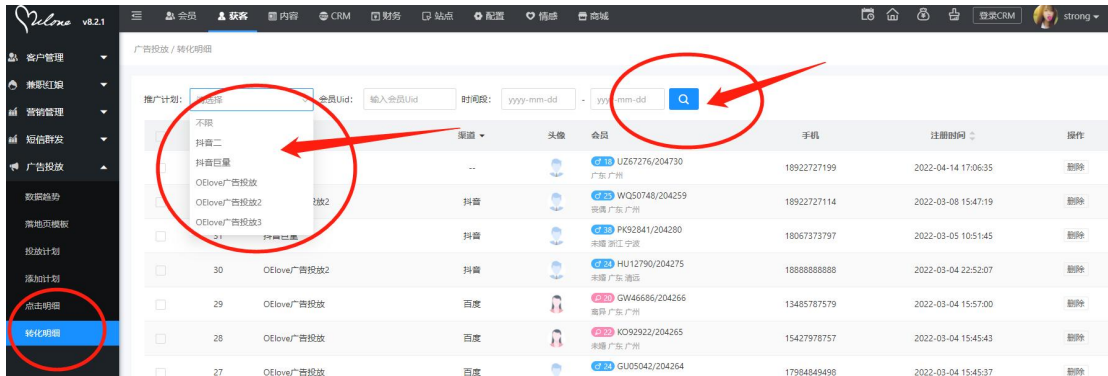 Oelove v8.2.1 会员 获客 内容 CRM 财务 站点 配置 情感 商城 登录CRM strong
客户管理
兼职红娘
营销管理
短信群发
广告投放
数据趋势
落地页模板
投放计划
添加计划
点击明细
转化明细
广告投放 / 转化明细
推广计划： 请选择 会员Uid： 输入会员Uid 时间段： yyyy-mm-dd - yyyy-mm-dd
不限
抖音二
抖音巨量
OElove广告投放
OElove广告投放2
OElove广告投放3
渠道 头像 会员 手机 注册时间 操作
-- 18 UZ67276/204730 18922727199 2022-04-14 17:06:35 删除
广东 广州
放2 抖音 25 WQ50748/204259 18922727114 2022-03-08 15:47:19 删除
丧偶 广东 广州
31 抖音巨量 抖音 38 PK92841/204280 18067373797 2022-03-05 10:51:45 删除
未婚 浙江 宁波
30 OElove广告投放2 抖音 24 HU12790/204275 18888888888 2022-03-04 22:52:07 删除
未婚 广东 清远
29 OElove广告投放 百度 20 GW46686/204266 13485787579 2022-03-04 15:57:00 删除
离异 广东 广州
28 OElove广告投放 百度 22 KO92922/204265 15427978757 2022-03-04 15:45:43 删除
未婚 广东 广州
27 OElove广告投放 百度 24 GU05042/204264 17984849498 2022-03-04 15:45:37 删除